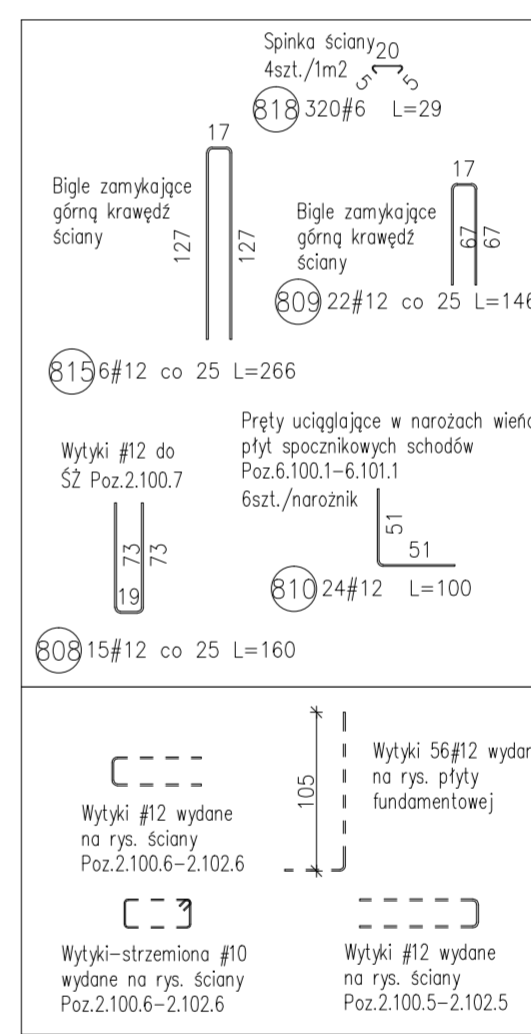 Spinka ściany
4szt./1m2
20
5
5
818 320#6 L=29
17
Bigle zamykające
górną krawędź
ściany
127
127
815 6#12 co 25 L=266
17
Bigle zamykające
górną krawędź
ściany
67
67
809 22#12 co 25 L=146
Wytyki #12 do
ŚŻ Poz.2.100.7
73
73
19
808 15#12 co 25 L=160
Pręty uciąglające w narożach wieńc
płyt spocznikowych schodów
Poz.6.100.1-6.101.1
6szt./narożnik
51
51
810 24#12 L=100
Wytyki #12 wydane
na rys. ściany
Poz.2.100.6-2.102.6
105
Wytyki 56#12 wydan
na rys. płyty
fundamentowej
Wytyki-strzemiona #10
wydane na rys. ściany
Poz.2.100.6-2.102.6
Wytyki #12 wydane
na rys. ściany
Poz.2.100.5-2.102.5